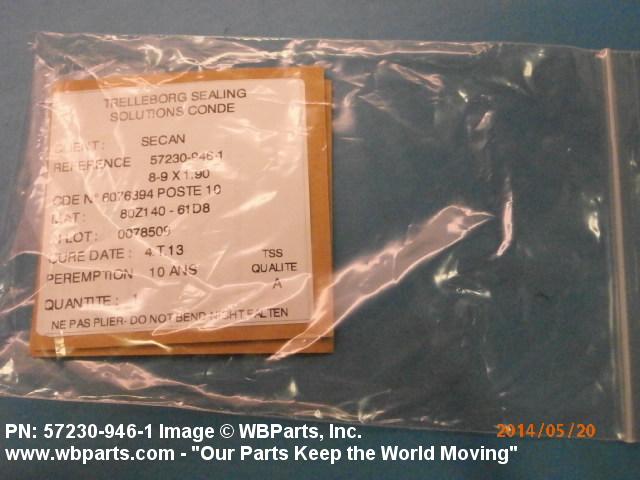 TRELLEBORG SEALING
SOLUTIONS CONDE
CLIENT: SECAN
REFERENCE 57230-946-1
8-9 X 1.90
CDE N° 6076394 POSTE 10
MAT: 80Z140 - 61D8
LOT: 0078509
CURE DATE: 4.T.13
PEREMPTION 10 ANS
TSS
QUALITE
A
QUANTITE: 1
NE PAS PLIER- DO NOT BEND-NIGHT FALTEN
PN: 57230-946-1 Image © WBParts, Inc.
2014/05/20
www.wbparts.com - "Our Parts Keep the World Moving"